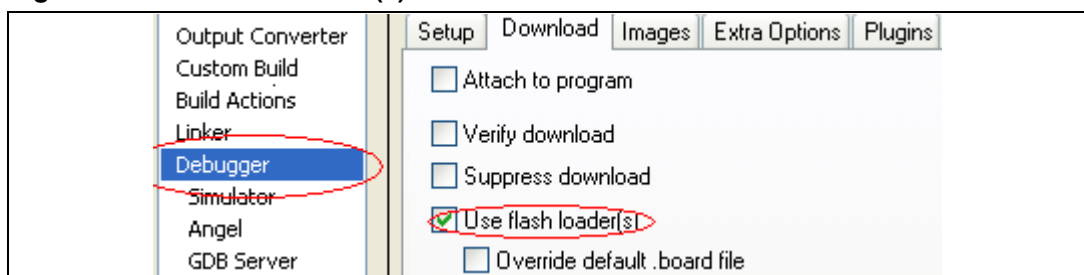 Output Converter
Custom Build
Build Actions
Linker
Debugger
Simulator
Angel
GDB Server
Setup Download Images Extra Options Plugins
Attach to program
Verify download
Suppress download
Use flash loader(s)
Override default .board file